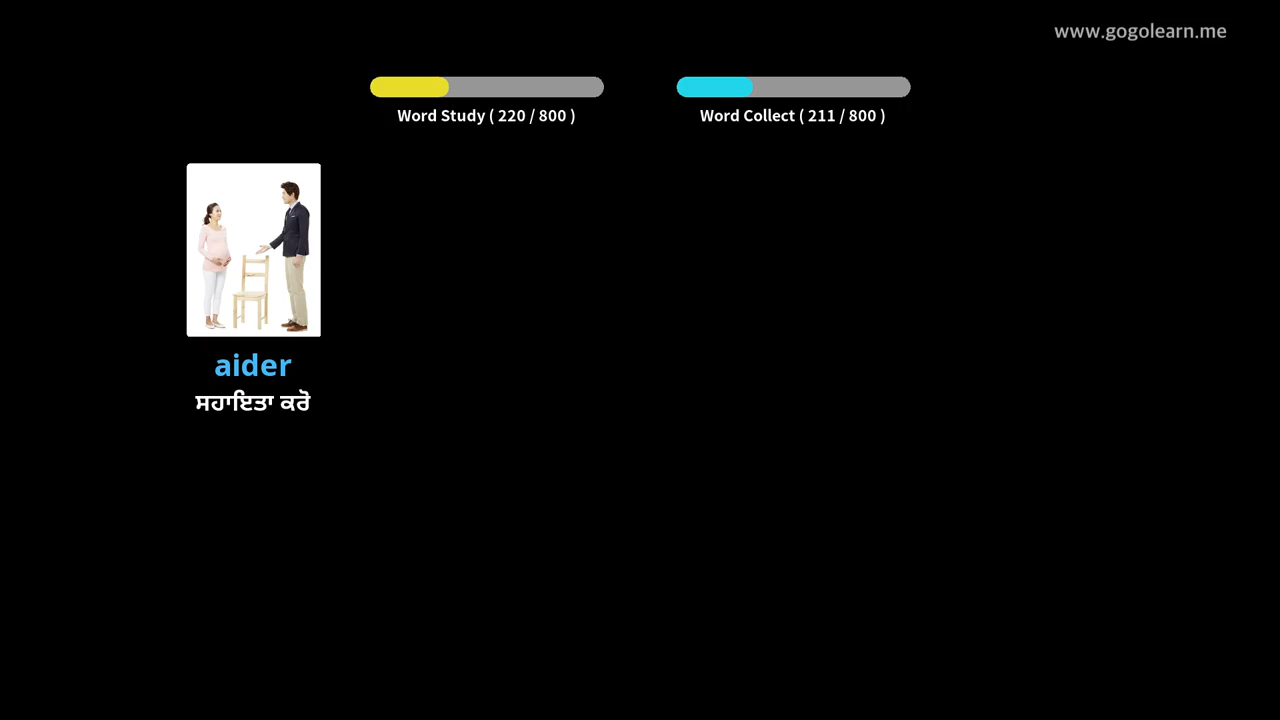 www.gogolearn.me
Word Study ( 220 / 800 )
Word Collect ( 211 / 800 )
aider
ਸਹਾਇਤਾ ਕਰੋ